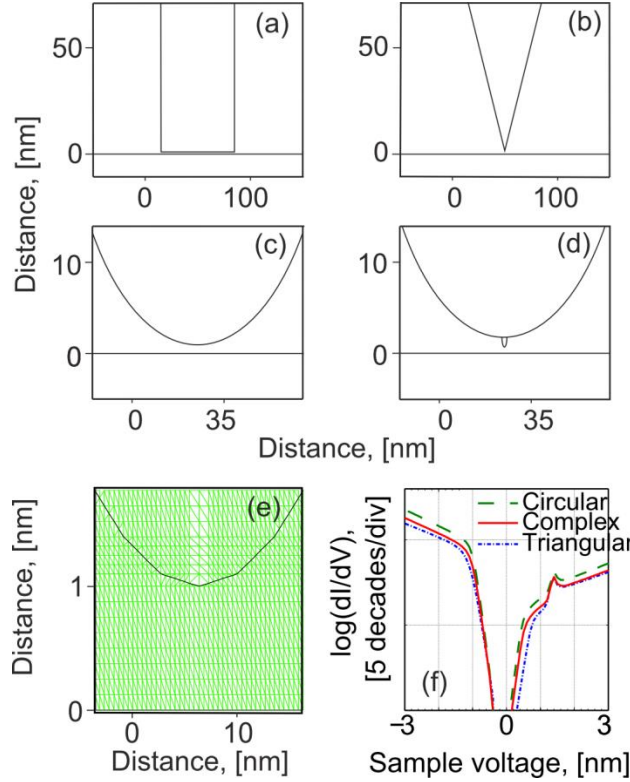 (a)
(b)
50
50
0
0
0
100
0
100
Distance, [nm]
(c)
(d)
10
10
0
0
0
35
0
35
Distance, [nm]
(e)
Distance, [nm]
1
0
0
10
Distance, [nm]
log(dI/dV),
[5 decades/div]
Circular
Complex
Triangular
(f)
-3
0
3
Sample voltage, [nm]